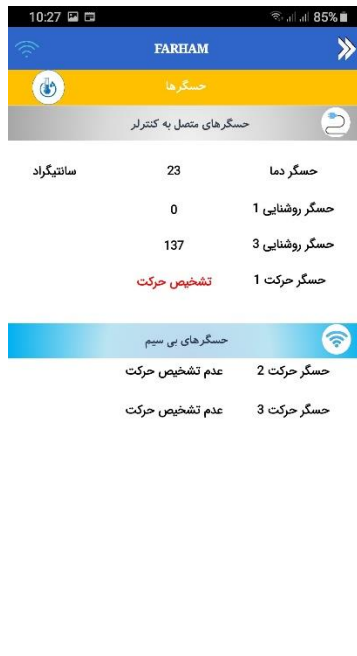 10:27 85%
FARHAM
حسگرها
حسگرهای متصل به کنترلر
حسگر دما 23 سانتیگراد
حسگر روشنایی 1 0
حسگر روشنایی 3 137
حسگر حرکت 1 تشخیص حرکت
حسگرهای بی سیم
حسگر حرکت 2 عدم تشخیص حرکت
حسگر حرکت 3 عدم تشخیص حرکت